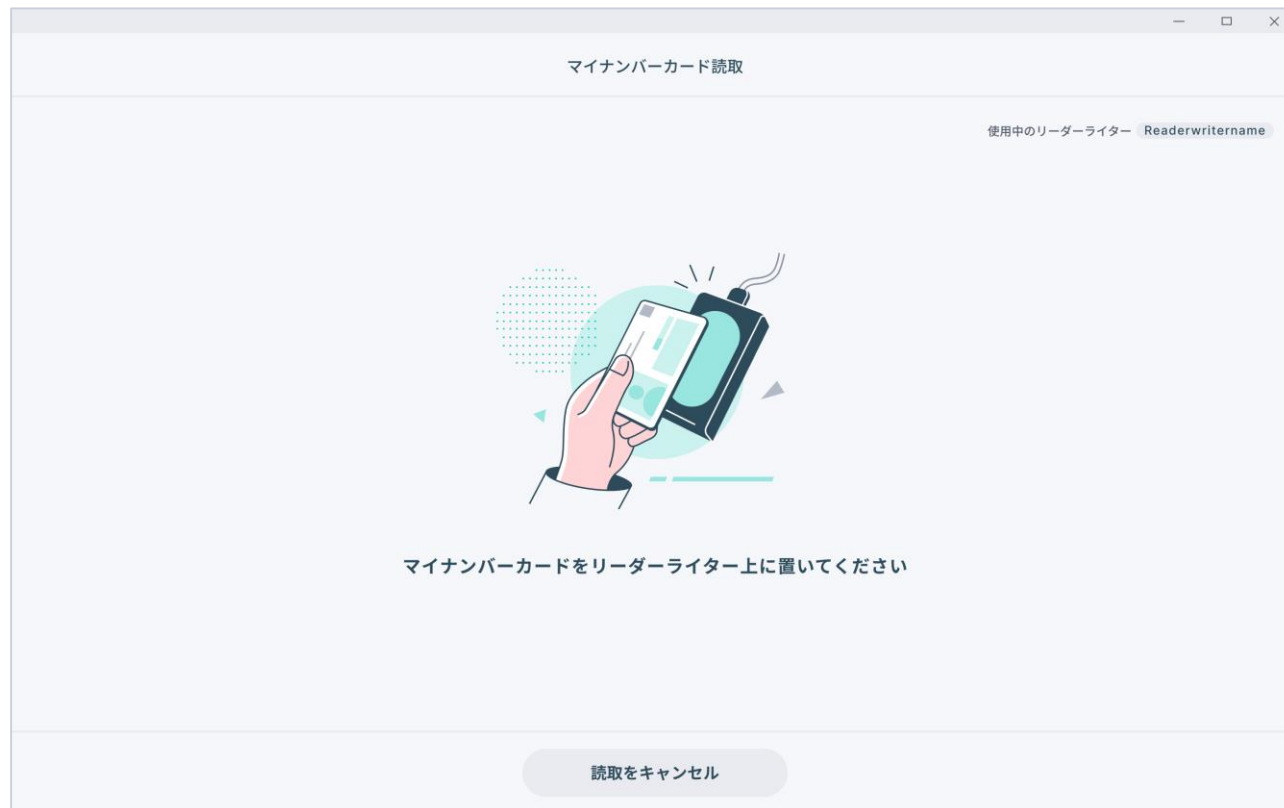 マイナンバーカード読取
使用中のリーダーライター Readerwritername
マイナンバーカードをリーダーライター上に置いてください
読取をキャンセル